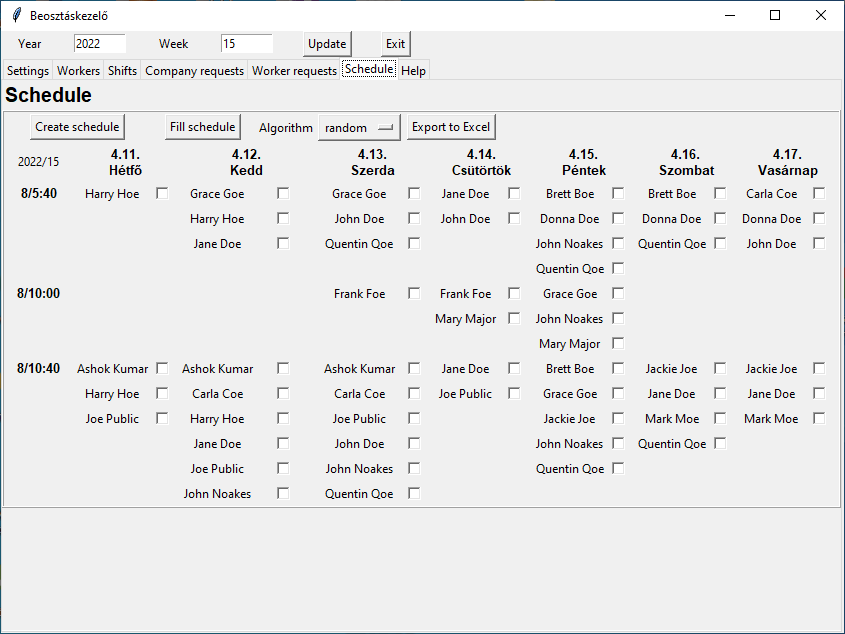 Beosztáskezelő
Year 2022 Week 15 Update Exit
Settings Workers Shifts Company requests Worker requests Schedule Help
Schedule
Create schedule Fill schedule Algorithm random Export to Excel
2022/15 4.11. 4.12. 4.13. 4.14. 4.15. 4.16. 4.17.
Hétfő Kedd Szerda Csütörtök Péntek Szombat Vasárnap
8/5:40 Harry Hoe Grace Goe Grace Goe Jane Doe Brett Boe Brett Boe Carla Coe
Harry Hoe John Doe John Doe Donna Doe Donna Doe Donna Doe
Jane Doe Quentin Qoe John Noakes Quentin Qoe John Doe
Quentin Qoe
8/10:00 Frank Foe Frank Foe Grace Goe
Mary Major John Noakes
Mary Major
8/10:40 Ashok Kumar Ashok Kumar Ashok Kumar Jane Doe Brett Boe Jackie Joe Jackie Joe
Harry Hoe Carla Coe Carla Coe Joe Public Grace Goe Jane Doe Jane Doe
Joe Public Harry Hoe Joe Public Jackie Joe Mark Moe Mark Moe
Jane Doe John Doe John Noakes Quentin Qoe
Joe Public John Noakes Quentin Qoe
John Noakes Quentin Qoe